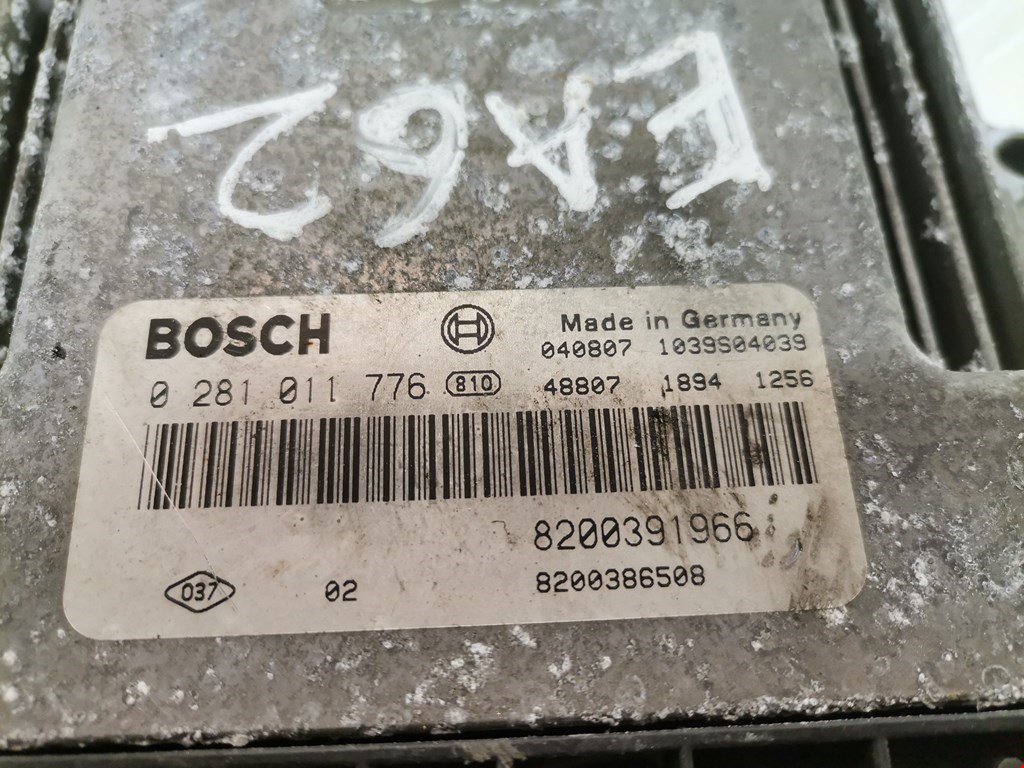 EA62
BOSCH Made in Germany
040807 1039S04039
0 281 011 776 810 48807 1894 1256
8200391966
037 02 8200386508